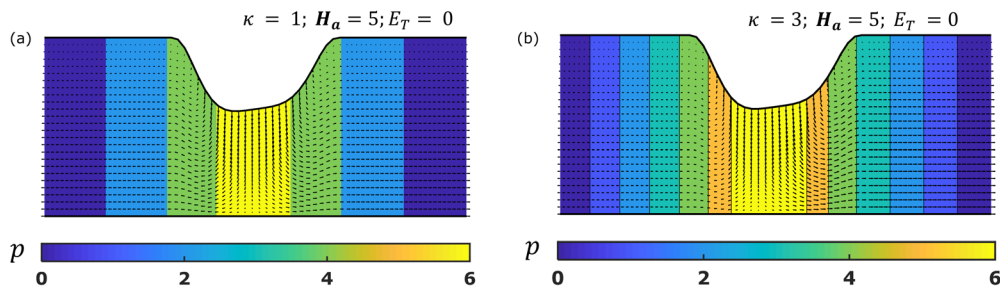 κ = 1; H_a = 5; E_T = 0
(a)
p
0 2 4 6
κ = 3; H_a = 5; E_T = 0
(b)
p
0 2 4 6